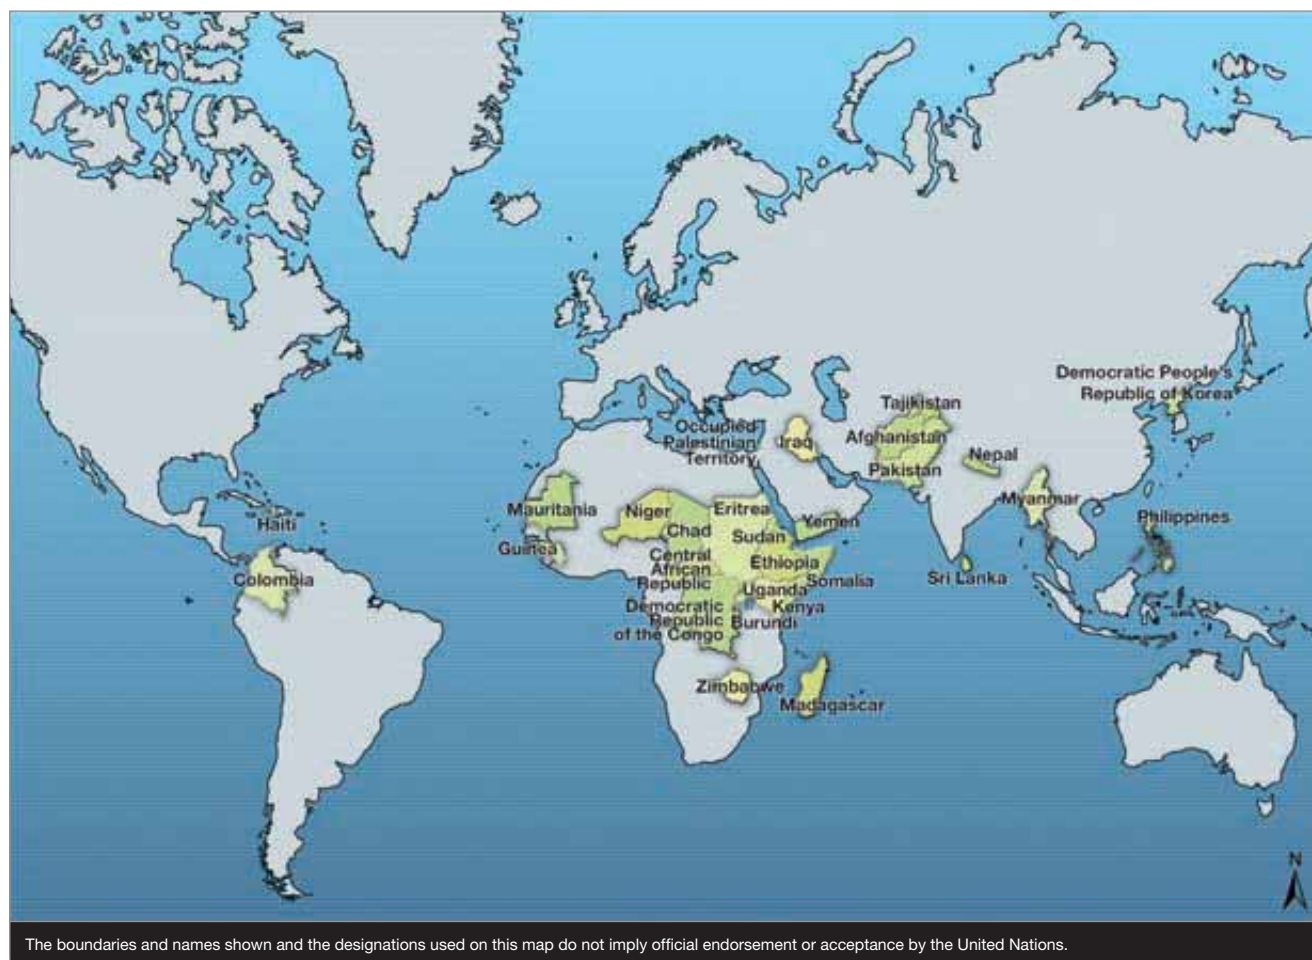 Democratic People's
Republic of Korea
Tajikistan
Occupied
Palestinian
Territory
Iraq
Afghanistan
Pakistan
Nepal
Mauritania
Niger
Chad
Eritrea
Sudan
Yemen
Myanmar
Philippines
Haiti
Guinea
Colombia
Central
African
Republic
Ethiopia
Somalia
Sri Lanka
Uganda
Kenya
Democratic
Republic
of the Congo
Burundi
Zimbabwe
Madagascar
N
The boundaries and names shown and the designations used on this map do not imply official endorsement or acceptance by the United Nations.